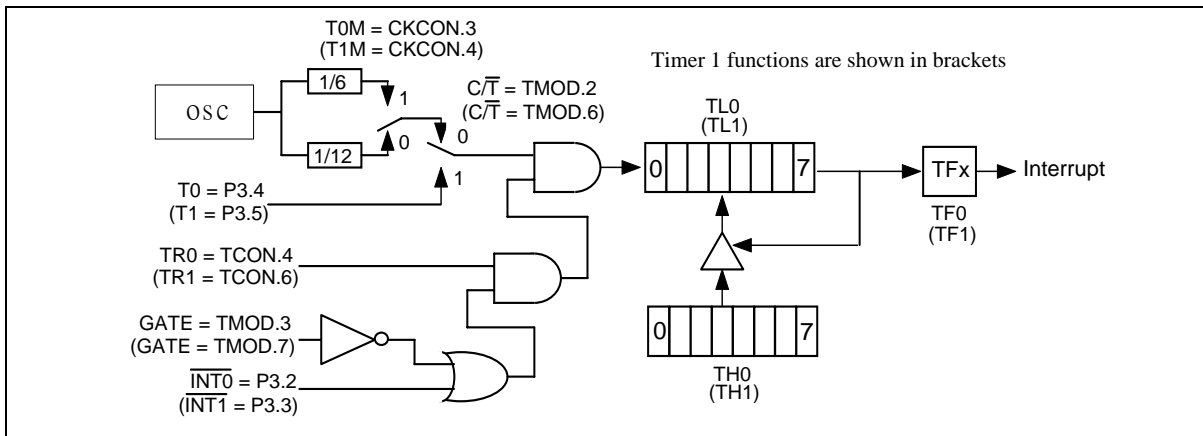 T0M = CKCON.3
(T1M = CKCON.4)
Timer 1 functions are shown in brackets
1/6
OSC
1
C/T̅ = TMOD.2
(C/T̅ = TMOD.6)
TL0
(TL1)
0
0
1/12
1
0
7
TFx
Interrupt
T0 = P3.4
(T1 = P3.5)
TF0
(TF1)
TR0 = TCON.4
(TR1 = TCON.6)
GATE = TMOD.3
(GATE = TMOD.7)
0
7
I̅N̅T̅0̅ = P3.2
(I̅N̅T̅1̅ = P3.3)
TH0
(TH1)